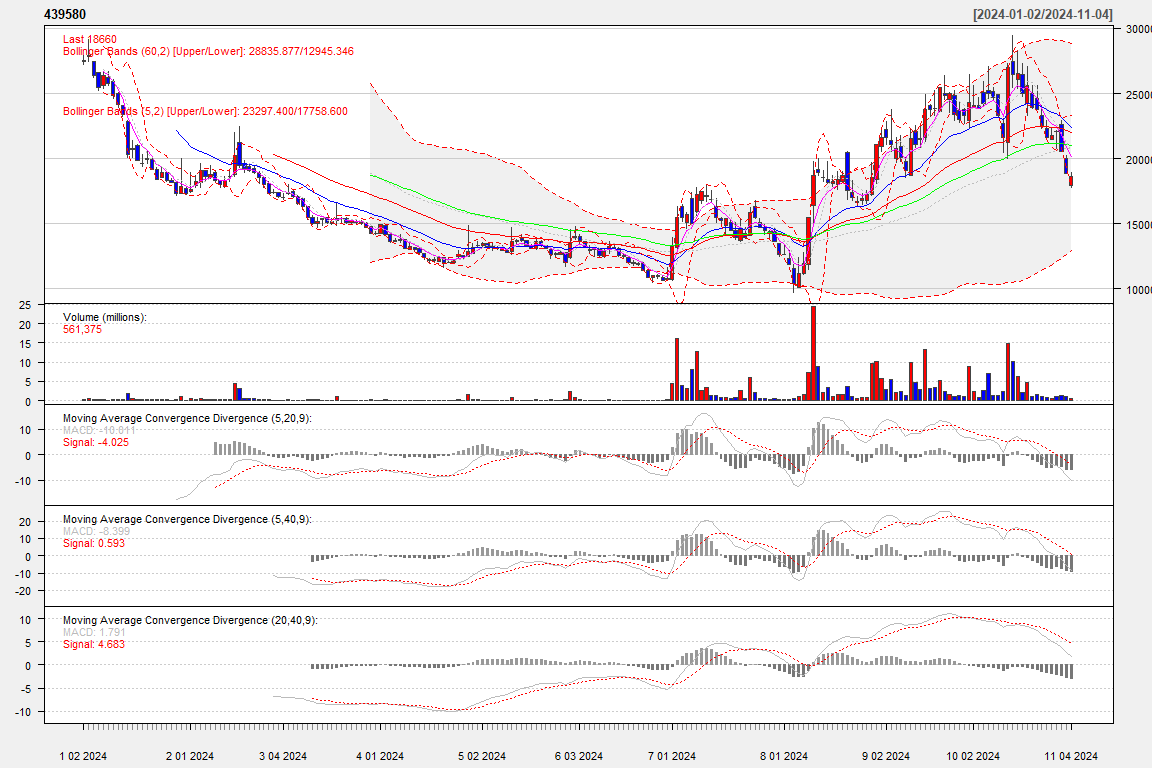 439580 [2024-01-02/2024-11-04]
Last 18660
Bollinger Bands (60,2) [Upper/Lower]: 28835.877/12945.346
Bollinger Bands (5,2) [Upper/Lower]: 23297.400/17758.600
30000
25000
20000
15000
10000
Volume (millions):
561,375
25
20
15
10
5
0
Moving Average Convergence Divergence (5,20,9):
MACD: -10.011
Signal: -4.025
10
0
-10
Moving Average Convergence Divergence (5,40,9):
MACD: -8.399
Signal: 0.593
20
10
0
-10
-20
Moving Average Convergence Divergence (20,40,9):
MACD: 1.791
Signal: 4.683
10
5
0
-5
-10
1 02 2024 2 01 2024 3 04 2024 4 01 2024 5 02 2024 6 03 2024 7 01 2024 8 01 2024 9 02 2024 10 02 2024 11 04 2024